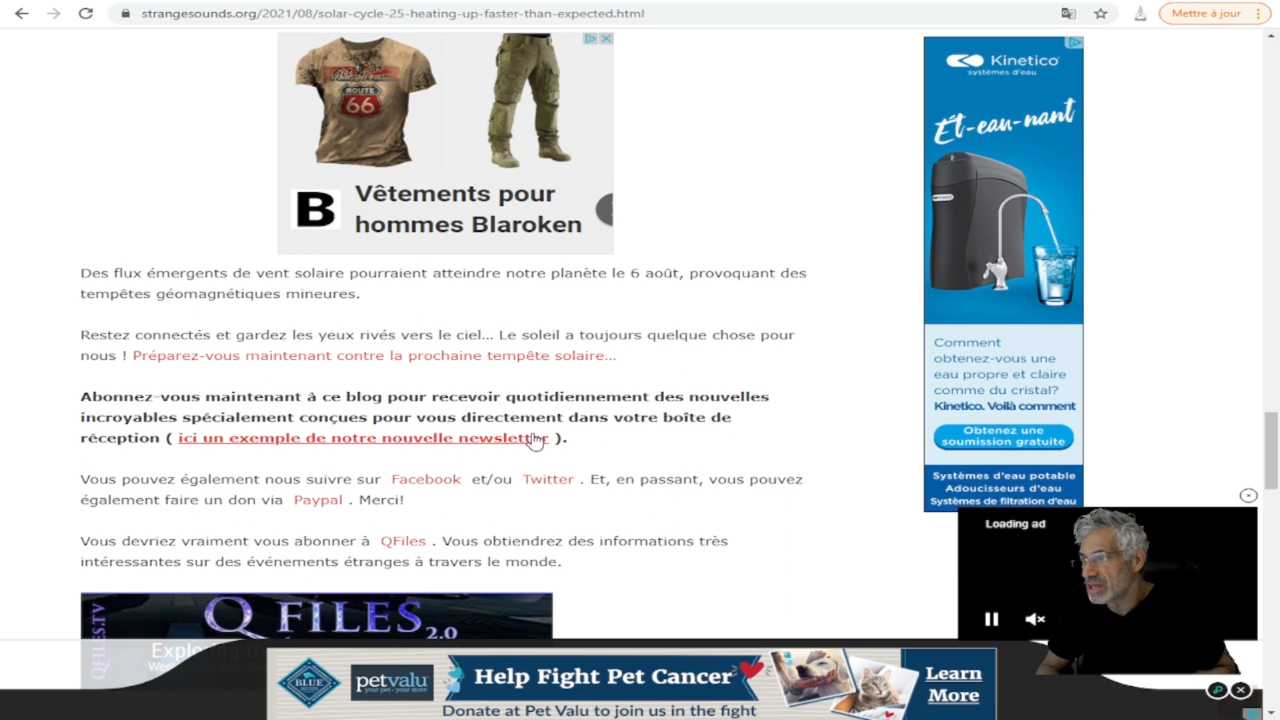 strangesounds.org/2021/08/solar-cycle-25-heating-up-faster-than-expected.html
Mettre à jour
ROUTE
66
B
Vêtements pour
hommes Blaroken
Des flux émergents de vent solaire pourraient atteindre notre planète le 6 août, provoquant des
tempêtes géomagnétiques mineures.
Restez connectés et gardez les yeux rivés vers le ciel... Le soleil a toujours quelque chose pour
nous ! Préparez-vous maintenant contre la prochaine tempête solaire...
Abonnez-vous maintenant à ce blog pour recevoir quotidiennement des nouvelles
incroyables spécialement conçues pour vous directement dans votre boîte de
réception ( ici un exemple de notre nouvelle newsletter ).
Vous pouvez également nous suivre sur Facebook et/ou Twitter . Et, en passant, vous pouvez
également faire un don via Paypal . Merci!
Vous devriez vraiment vous abonner à QFiles . Vous obtiendrez des informations très
intéressantes sur des événements étranges à travers le monde.
QFILES.TV
Q FILES 2.0
Kinetico
systèmes d'eau
Ét-eau-nant
Comment
obtenez-vous une
eau propre et claire
comme du cristal?
Kinetico. Voilà comment
Obtenez une
soumission gratuite
Systèmes d'eau potable
Adoucisseurs d'eau
Systèmes de filtration d'eau
Loading ad
BLUE
petvalu
your pet · your store
Help Fight Pet Cancer
Donate at Pet Valu to join us in the fight
Learn
More